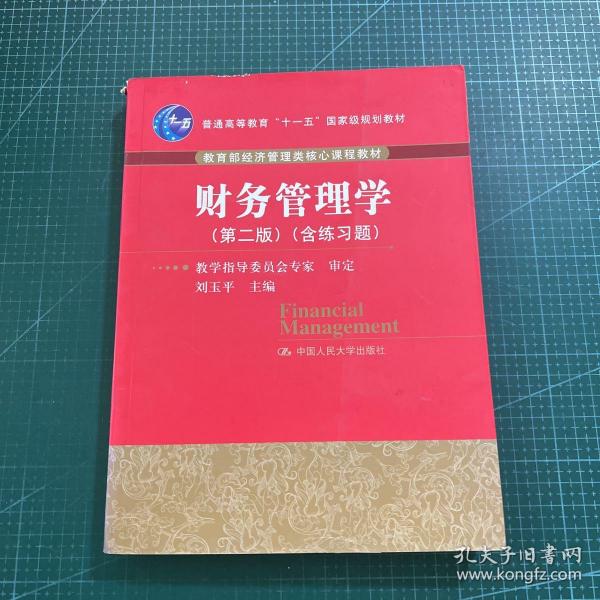 十一五
普通高等教育“十一五”国家级规划教材
教育部经济管理类核心课程教材
财务管理学
（第二版）（含练习题）
教学指导委员会专家 审定
刘玉平 主编
Financial
Management
中国人民大学出版社
孔夫子旧书网
www.kongfz.com